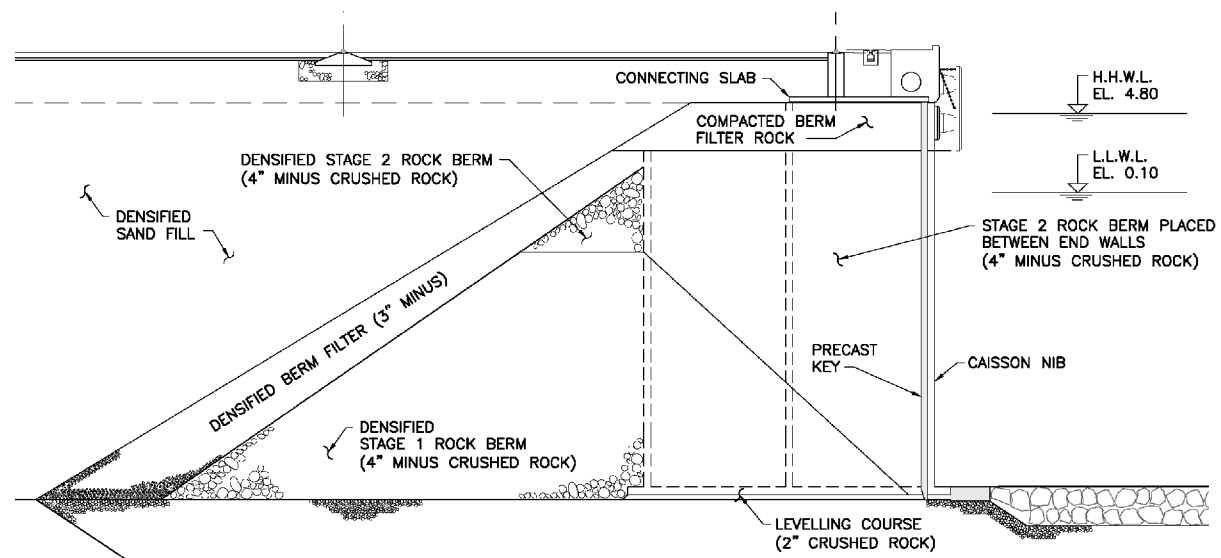 CONNECTING SLAB
H.H.W.L.
EL. 4.80
COMPACTED BERM
FILTER ROCK
DENSIFIED STAGE 2 ROCK BERM
(4" MINUS CRUSHED ROCK)
L.L.W.L.
EL. 0.10
DENSIFIED
SAND FILL
STAGE 2 ROCK BERM PLACED
BETWEEN END WALLS
(4" MINUS CRUSHED ROCK)
DENSIFIED BERM FILTER (3" MINUS)
PRECAST
KEY
CAISSON NIB
DENSIFIED
STAGE 1 ROCK BERM
(4" MINUS CRUSHED ROCK)
LEVELLING COURSE
(2" CRUSHED ROCK)